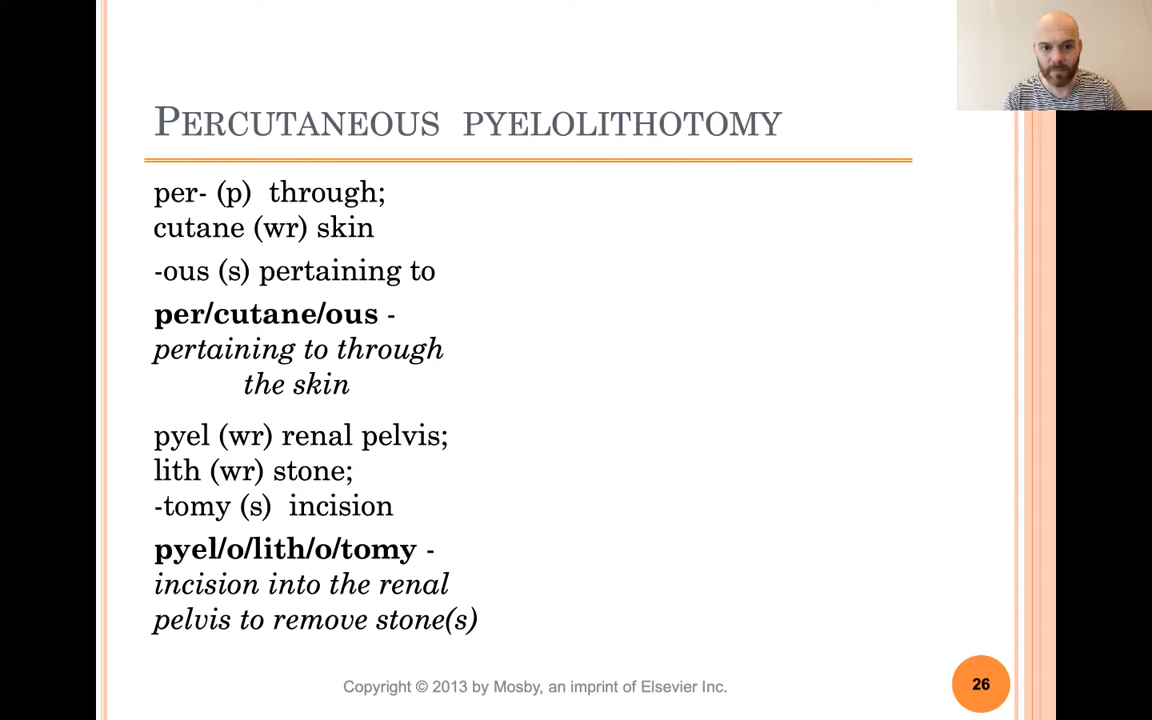 PERCUTANEOUS PYELOLITHOTOMY
per- (p) through;
cutane (wr) skin
-ous (s) pertaining to
per/cutane/ous -
pertaining to through
the skin
pyel (wr) renal pelvis;
lith (wr) stone;
-tomy (s) incision
pyel/o/lith/o/tomy -
incision into the renal
pelvis to remove stone(s)
Copyright © 2013 by Mosby, an imprint of Elsevier Inc.
26